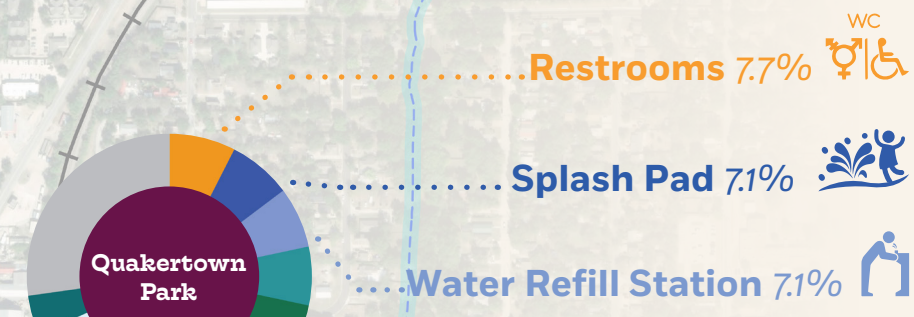 WC
Restrooms 7.7%
Splash Pad 7.1%
Quakertown
Park
Water Refill Station 7.1%